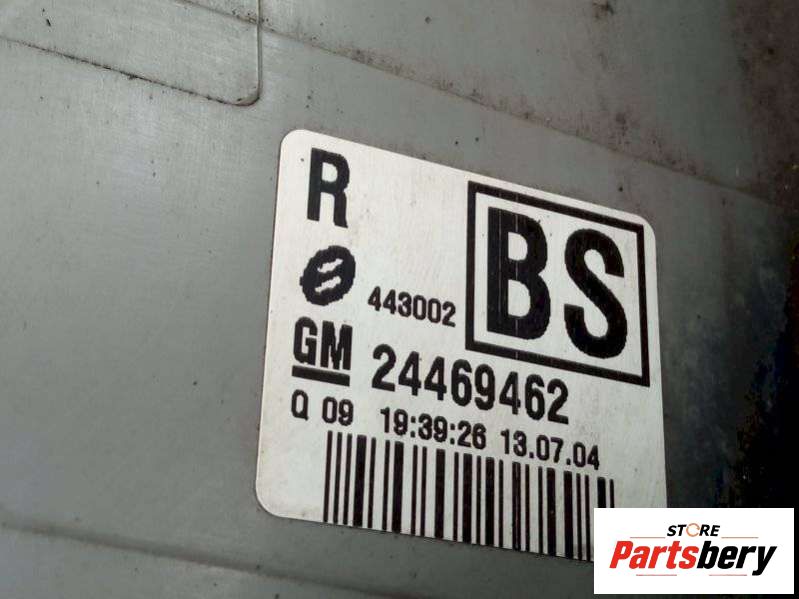 R
BS
443002
GM 24469462
Q 09 19:39:26 13.07.04
STORE
Partsbery